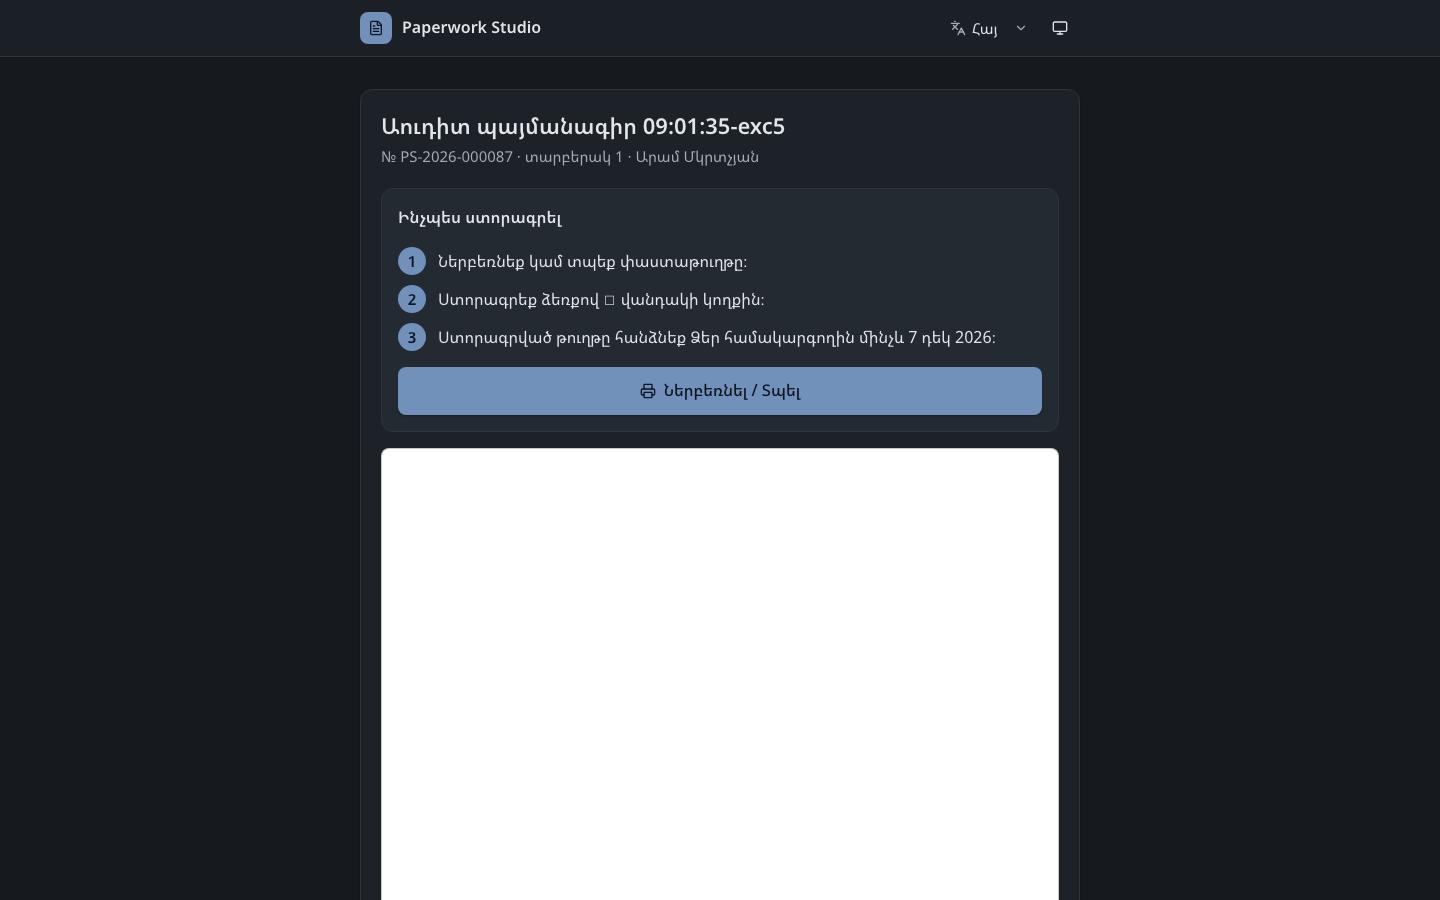 Paperwork Studio
Հայ
Աուդիտ պայմանագիր 09:01:35-exc5
№ PS-2026-000087 · տարբերակ 1 · Արամ Մկրտչյան
Ինչպես ստորագրել
1 Ներբեռնեք կամ տպեք փաստաթուղթը:
2 Ստորագրեք ձեռքով □ վանդակի կողքին:
3 Ստորագրված թուղթը հանձնեք Ձեր համակարգողին մինչև 7 դեկ 2026:
Ներբեռնել / Տպել